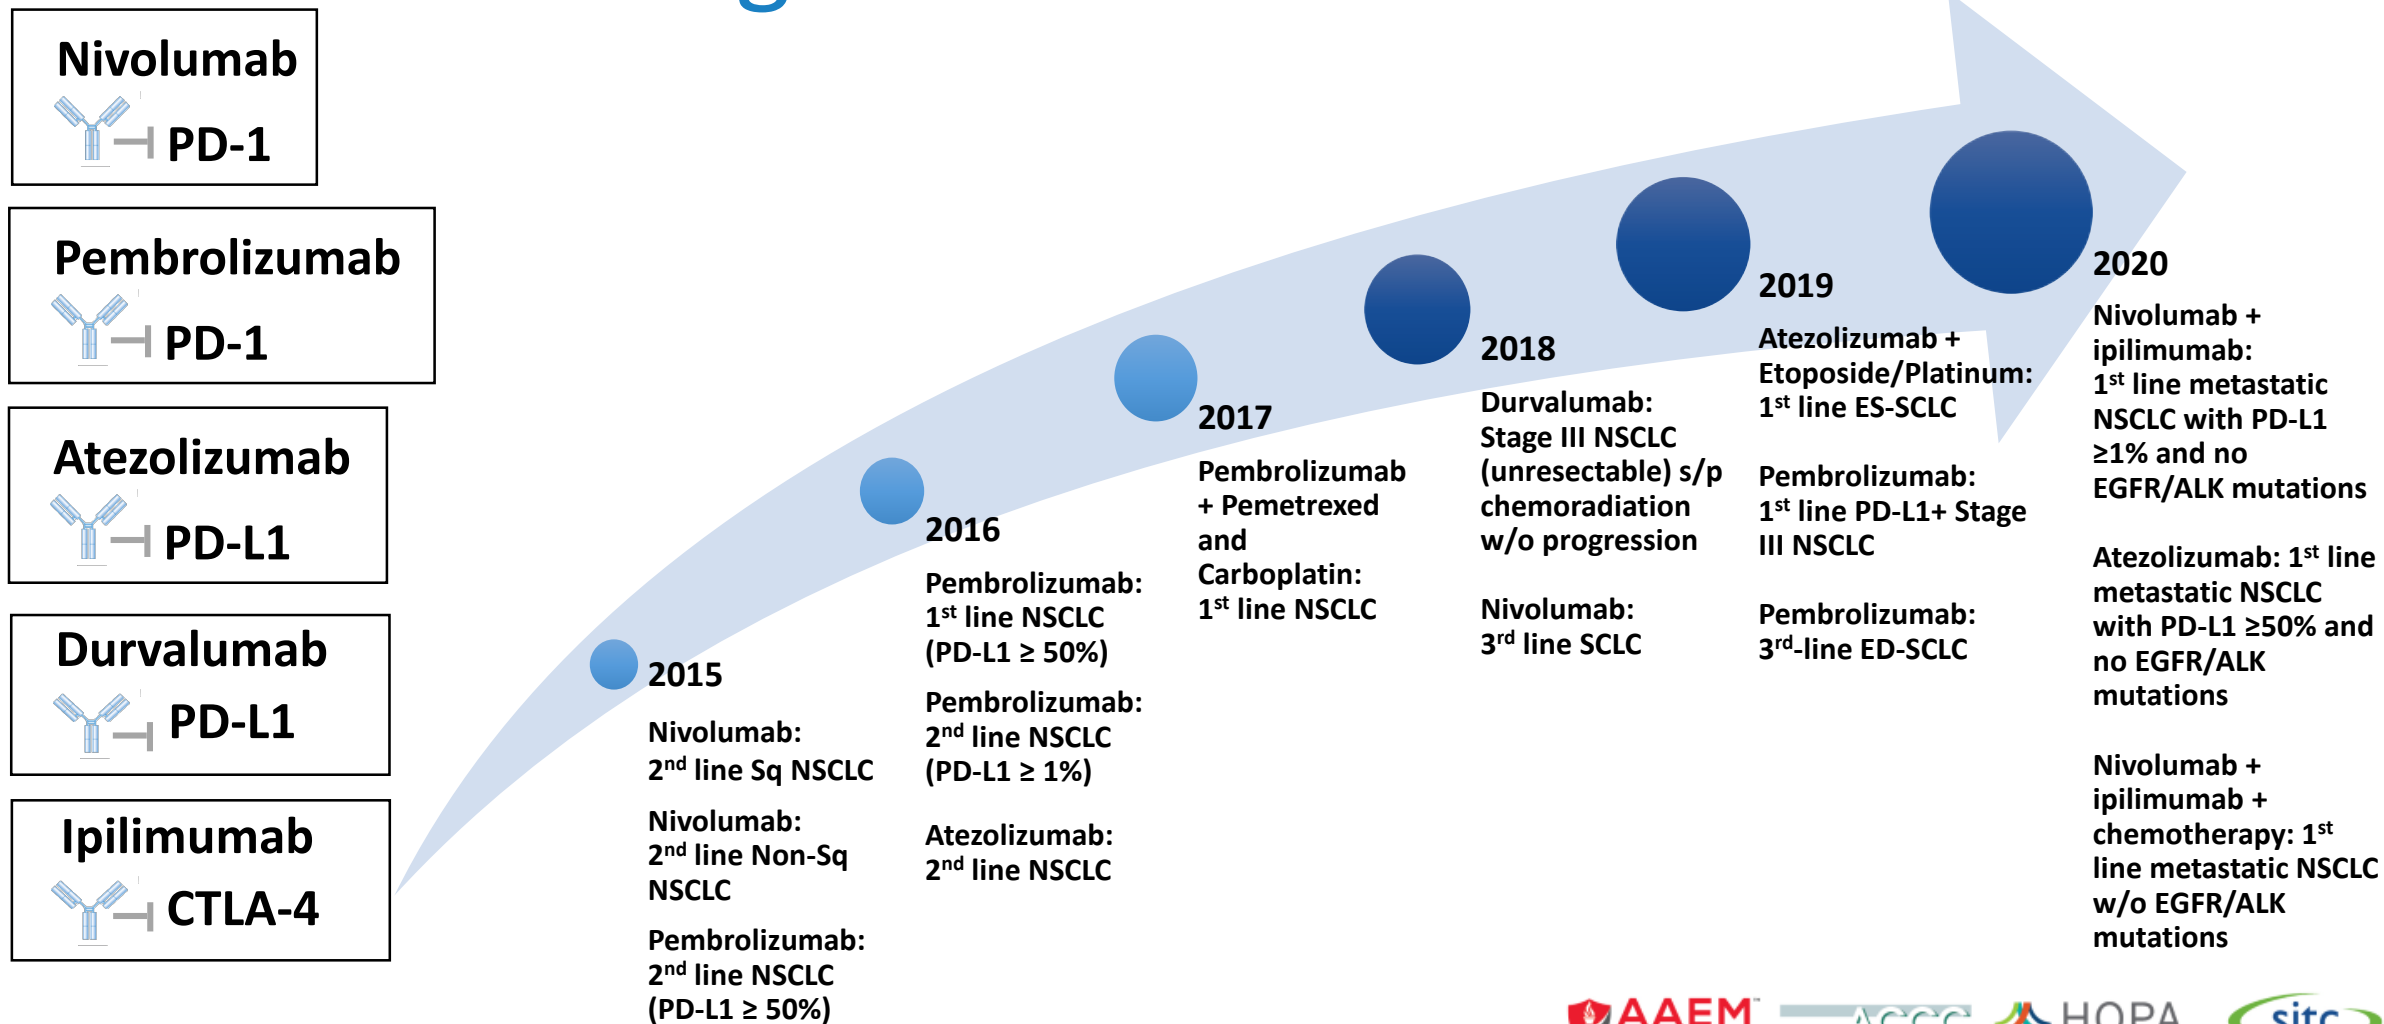 Nivolumab
PD-1
Pembrolizumab
PD-1
Atezolizumab
PD-L1
Durvalumab
PD-L1
Ipilimumab
CTLA-4
2015
Nivolumab:
2nd line Sq NSCLC
Nivolumab:
2nd line Non-Sq
NSCLC
Pembrolizumab:
2nd line NSCLC
(PD-L1 ≥ 50%)
2016
Pembrolizumab:
1st line NSCLC
(PD-L1 ≥ 50%)
Pembrolizumab:
2nd line NSCLC
(PD-L1 ≥ 1%)
Atezolizumab:
2nd line NSCLC
2017
Pembrolizumab
+ Pemetrexed
and
Carboplatin:
1st line NSCLC
2018
Durvalumab:
Stage III NSCLC
(unresectable) s/p
chemoradiation
w/o progression
Nivolumab:
3rd line SCLC
2019
Atezolizumab +
Etoposide/Platinum:
1st line ES-SCLC
Pembrolizumab:
1st line PD-L1+ Stage
III NSCLC
Pembrolizumab:
3rd-line ED-SCLC
2020
Nivolumab +
ipilimumab:
1st line metastatic
NSCLC with PD-L1
≥1% and no
EGFR/ALK mutations
Atezolizumab: 1st line
metastatic NSCLC
with PD-L1 ≥50% and
no EGFR/ALK
mutations
Nivolumab +
ipilimumab +
chemotherapy: 1st
line metastatic NSCLC
w/o EGFR/ALK
mutations
AAEM
ACCC
HOPA
sitc